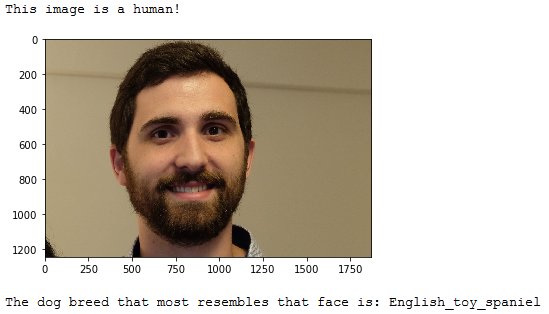 This image is a human!
0
200
400
600
800
1000
1200
0 250 500 750 1000 1250 1500 1750
The dog breed that most resembles that face is: English_toy_spaniel